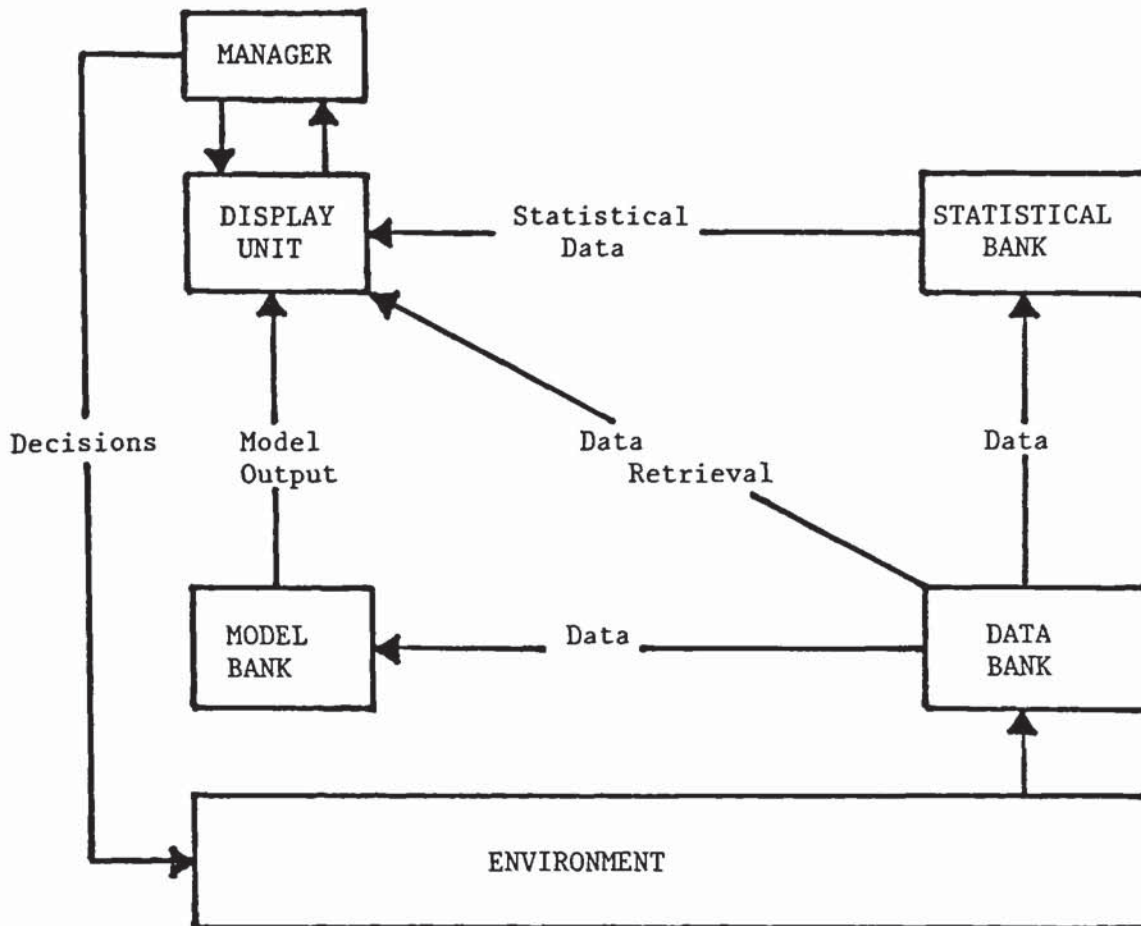 MANAGER
DISPLAY
UNIT
Statistical
Data
STATISTICAL
BANK
Decisions
Model
Output
Data
Retrieval
Data
MODEL
BANK
Data
DATA
BANK
ENVIRONMENT